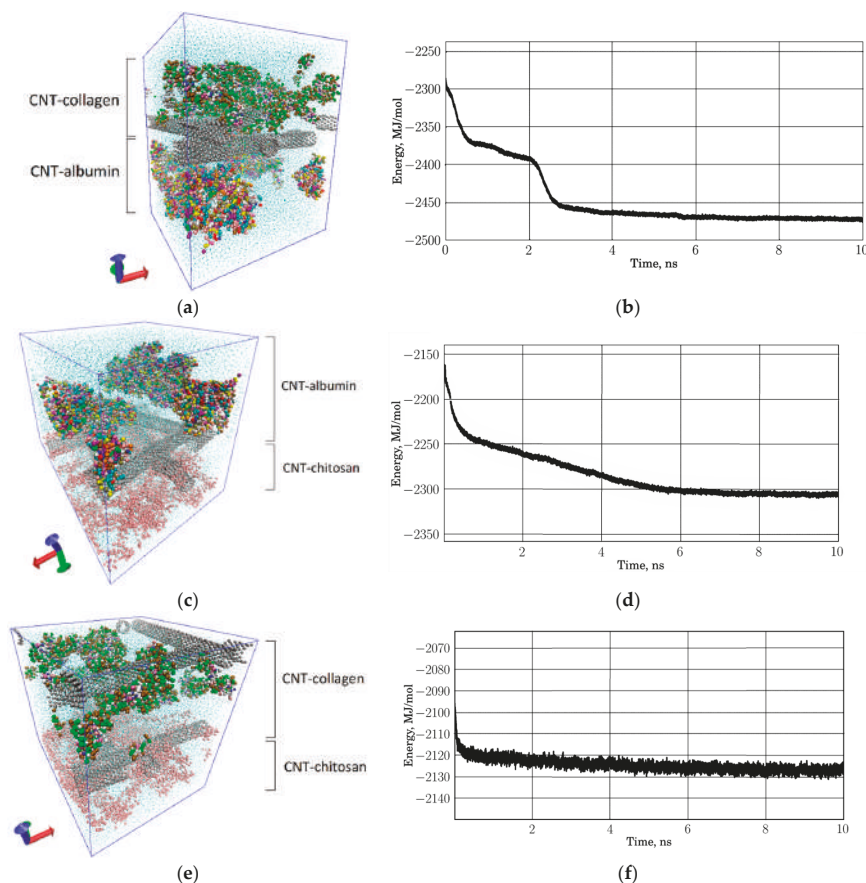 CNT-collagen
CNT-albumin
(a)
Energy, MJ/mol
−2250
−2300
−2350
−2400
−2450
−2500
0 2 4 6 8 10
Time, ns
(b)
CNT-albumin
CNT-chitosan
(c)
Energy, MJ/mol
−2150
−2200
−2250
−2300
−2350
2 4 6 8 10
Time, ns
(d)
CNT-collagen
CNT-chitosan
(e)
Energy, MJ/mol
−2070
−2080
−2090
−2100
−2110
−2120
−2130
−2140
2 4 6 8 10
Time, ns
(f)